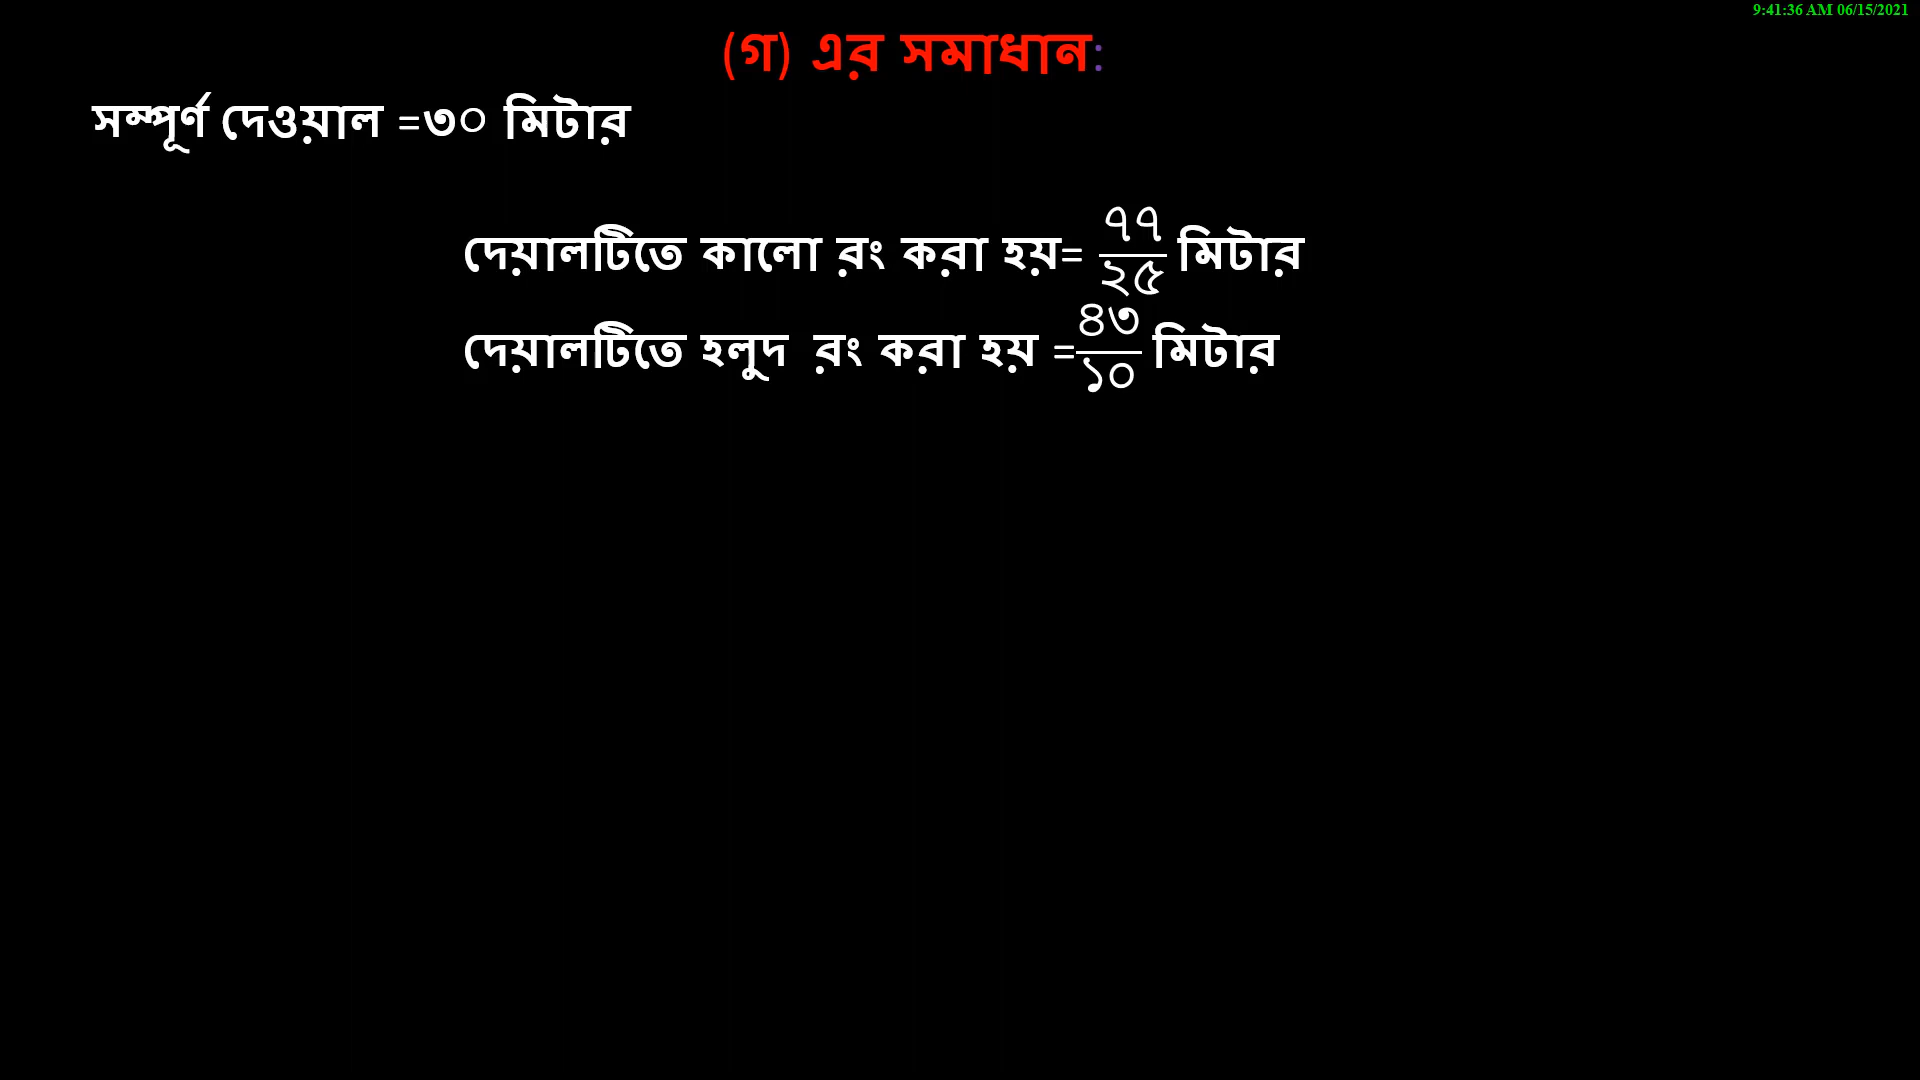 9:41:36 AM 06/15/2021
(গ) এর সমাধান:
সম্পূর্ণ দেওয়াল =৩০ মিটার
দেয়ালটিতে কালো রং করা হয়= ৭৭/২৫ মিটার
দেয়ালটিতে হলুদ রং করা হয় =৪৩/১০ মিটার